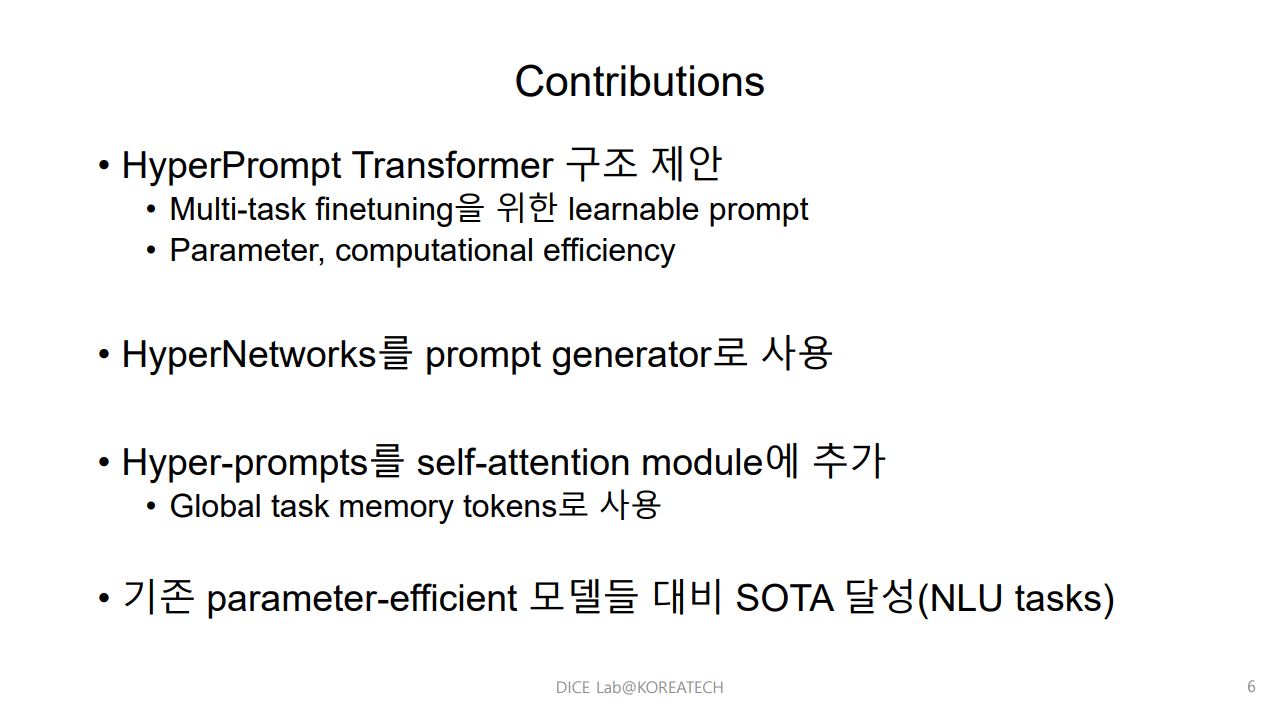 Contributions
• HyperPrompt Transformer 구조 제안
• Multi-task finetuning을 위한 learnable prompt
• Parameter, computational efficiency
• HyperNetworks를 prompt generator로 사용
• Hyper-prompts를 self-attention module에 추가
• Global task memory tokens로 사용
• 기존 parameter-efficient 모델들 대비 SOTA 달성(NLU tasks)
DICE Lab@KOREATECH
6